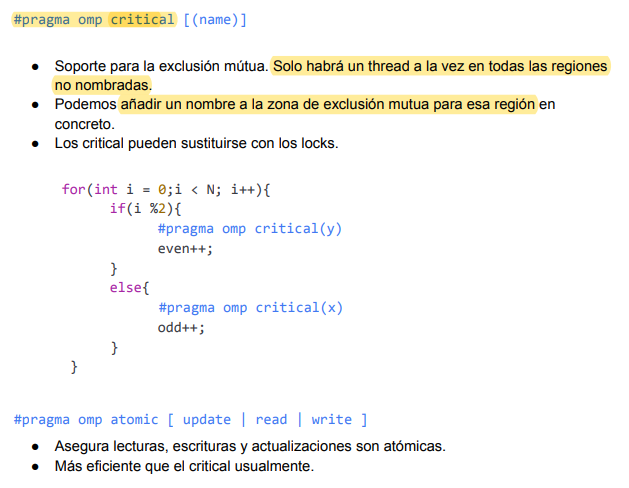 #pragma omp critical [(name)]
● Soporte para la exclusión mútua. Solo habrá un thread a la vez en todas las regiones
no nombradas.
● Podemos añadir un nombre a la zona de exclusión mutua para esa región en
concreto.
● Los critical pueden sustituirse con los locks.
for(int i = 0;i < N; i++){
if(i %2){
#pragma omp critical(y)
even++;
}
else{
#pragma omp critical(x)
odd++;
}
}
#pragma omp atomic [ update | read | write ]
● Asegura lecturas, escrituras y actualizaciones son atómicas.
● Más eficiente que el critical usualmente.